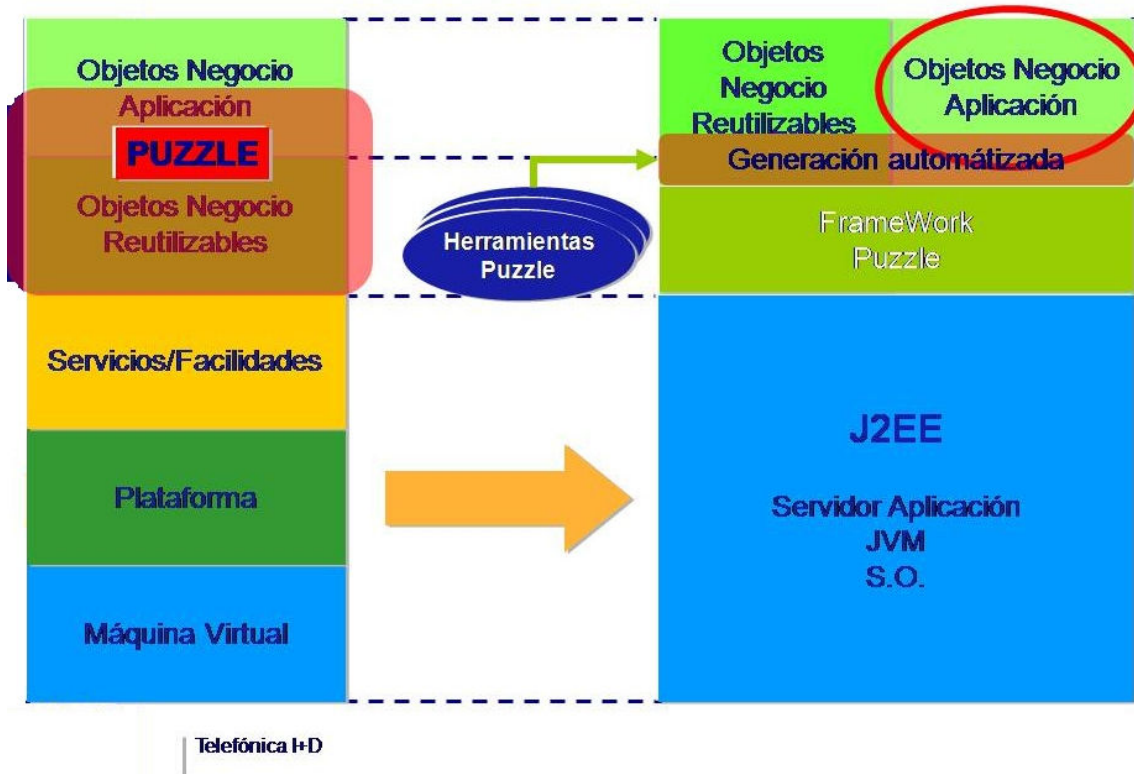 Objetos Negocio
Aplicación
PUZZLE
Objetos Negocio
Reutilizables
Servicios/Facilidades
Plataforma
Máquina Virtual
Herramientas
Puzzle
Objetos
Negocio
Reutilizables
Objetos Negocio
Aplicación
Generación automátizada
FrameWork
Puzzle
J2EE
Servidor Aplicación
JVM
S.O.
Telefónica I+D